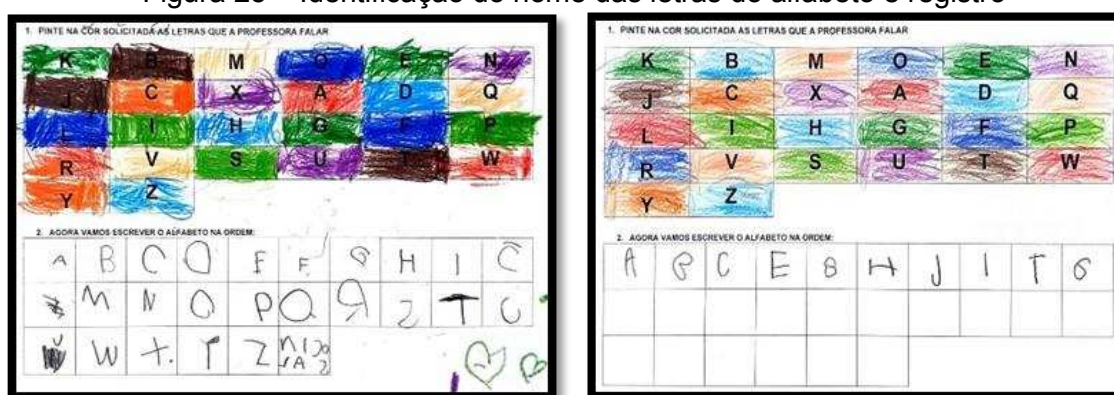 Figura 28 – Identificação do nome das letras do alfabeto e registro
1. PINTE NA COR SOLICITADA AS LETRAS QUE A PROFESSORA FALAR
K B M O E N
J C X A D Q
L I H G F P
R V S U T W
Y Z
2. AGORA VAMOS ESCREVER O ALFABETO NA ORDEM:
A B C O E F G H I C
M N O P Q R 2 T U
W X. Y Z
1. PINTE NA COR SOLICITADA AS LETRAS QUE A PROFESSORA FALAR
K B M O E N
J C X A D Q
L I H G F P
R V S U T W
Y Z
2. AGORA VAMOS ESCREVER O ALFABETO NA ORDEM:
A B C E B H J I T G